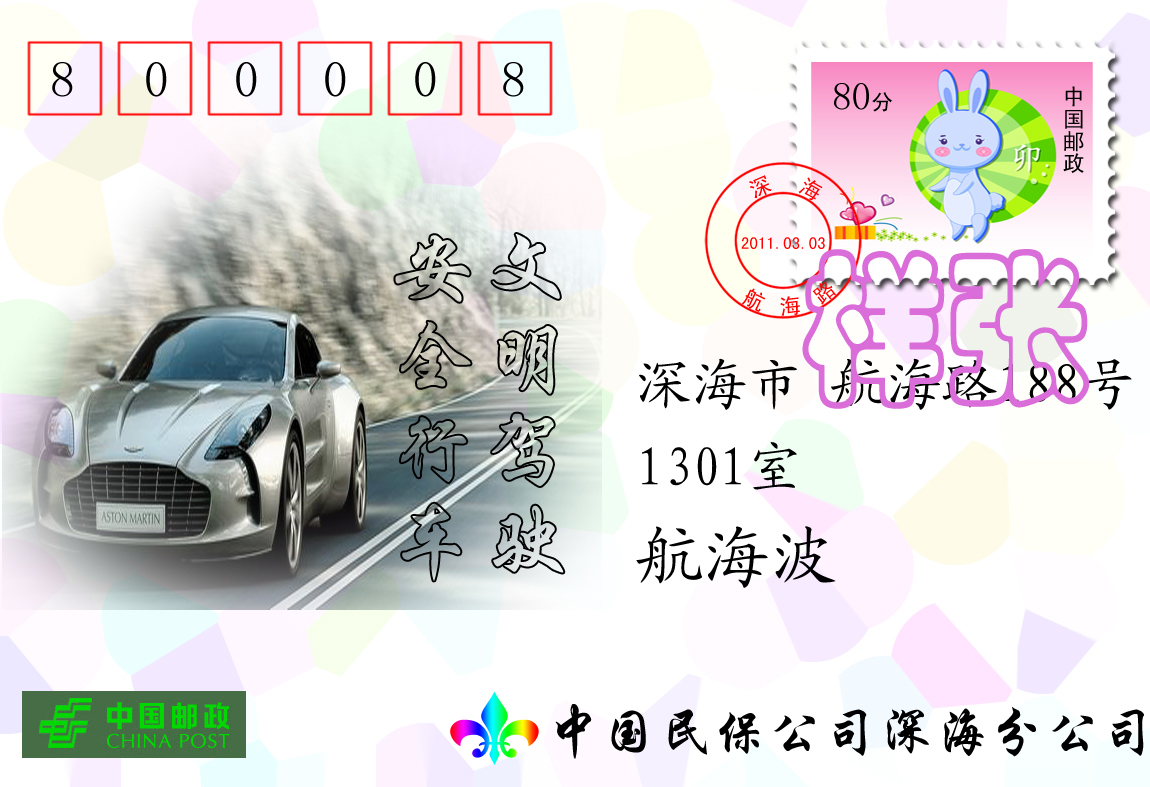 8 0 0 0 0 8
80分
中国邮政
卯
深海
2011.03.03
航海路
样张
文明驾驶
安全行车
ASTON MARTIN
深海市 航海路188号
1301室
航海波
中国邮政
CHINA POST
中国民保公司深海分公司